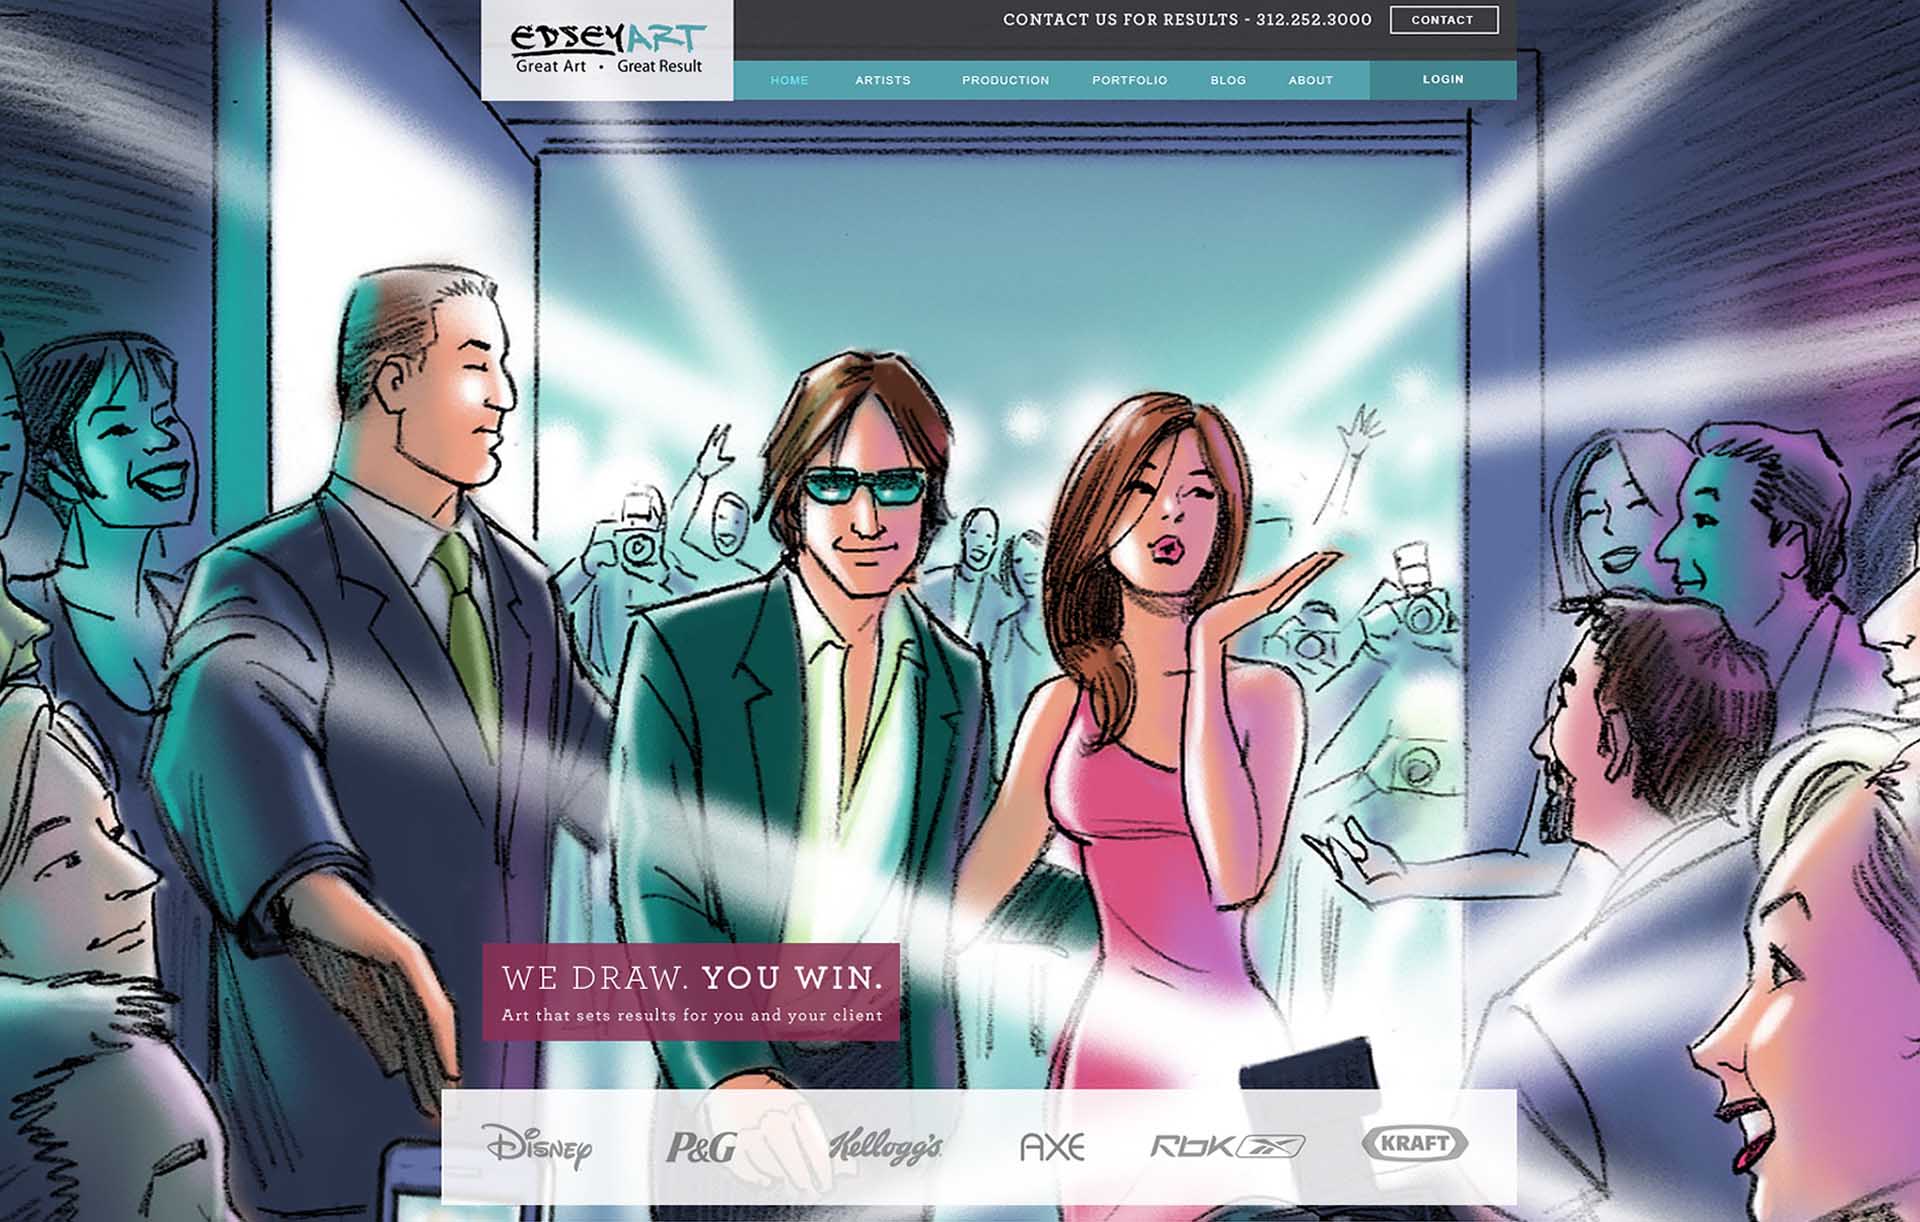 EDSEYART
Great Art • Great Result
CONTACT US FOR RESULTS - 312.252.3000
CONTACT
HOME ARTISTS PRODUCTION PORTFOLIO BLOG ABOUT LOGIN
WE DRAW. YOU WIN.
Art that sets results for you and your client
Disney P&G Kellogg's AXE Rbk KRAFT